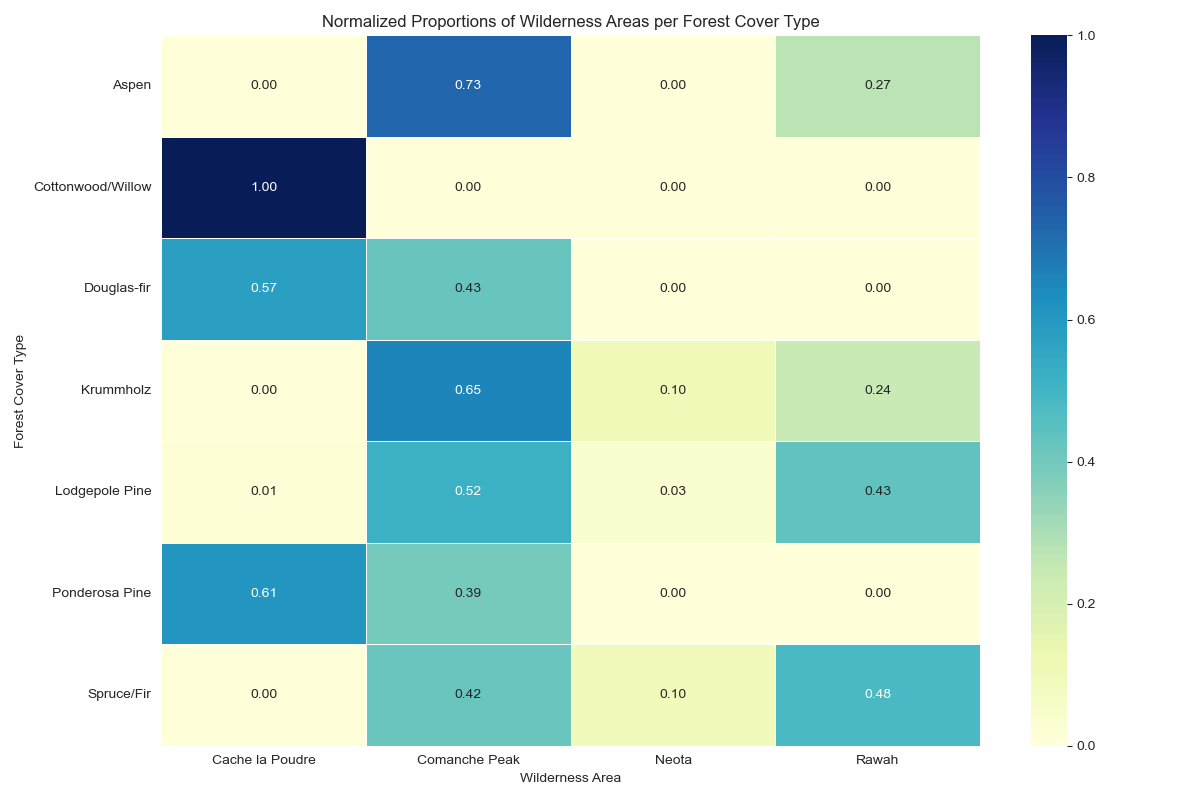 Normalized Proportions of Wilderness Areas per Forest Cover Type
Forest Cover Type
Aspen 0.00 0.73 0.00 0.27
Cottonwood/Willow 1.00 0.00 0.00 0.00
Douglas-fir 0.57 0.43 0.00 0.00
Krummholz 0.00 0.65 0.10 0.24
Lodgepole Pine 0.01 0.52 0.03 0.43
Ponderosa Pine 0.61 0.39 0.00 0.00
Spruce/Fir 0.00 0.42 0.10 0.48
Cache la Poudre Comanche Peak Neota Rawah
Wilderness Area
1.0
0.8
0.6
0.4
0.2
0.0